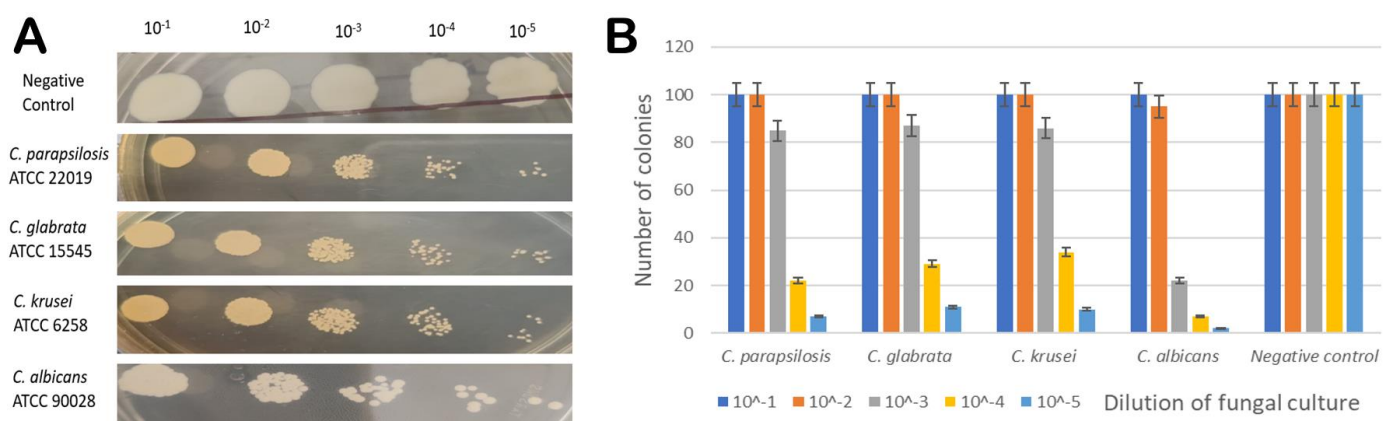 A
10-1 10-2 10-3 10-4 10-5
Negative
Control
C. parapsilosis
ATCC 22019
C. glabrata
ATCC 15545
C. krusei
ATCC 6258
C. albicans
ATCC 90028
B
120
100
80
60
40
20
0
Number of colonies
C. parapsilosis C. glabrata C. krusei C. albicans Negative control
10^-1 10^-2 10^-3 10^-4 10^-5 Dilution of fungal culture